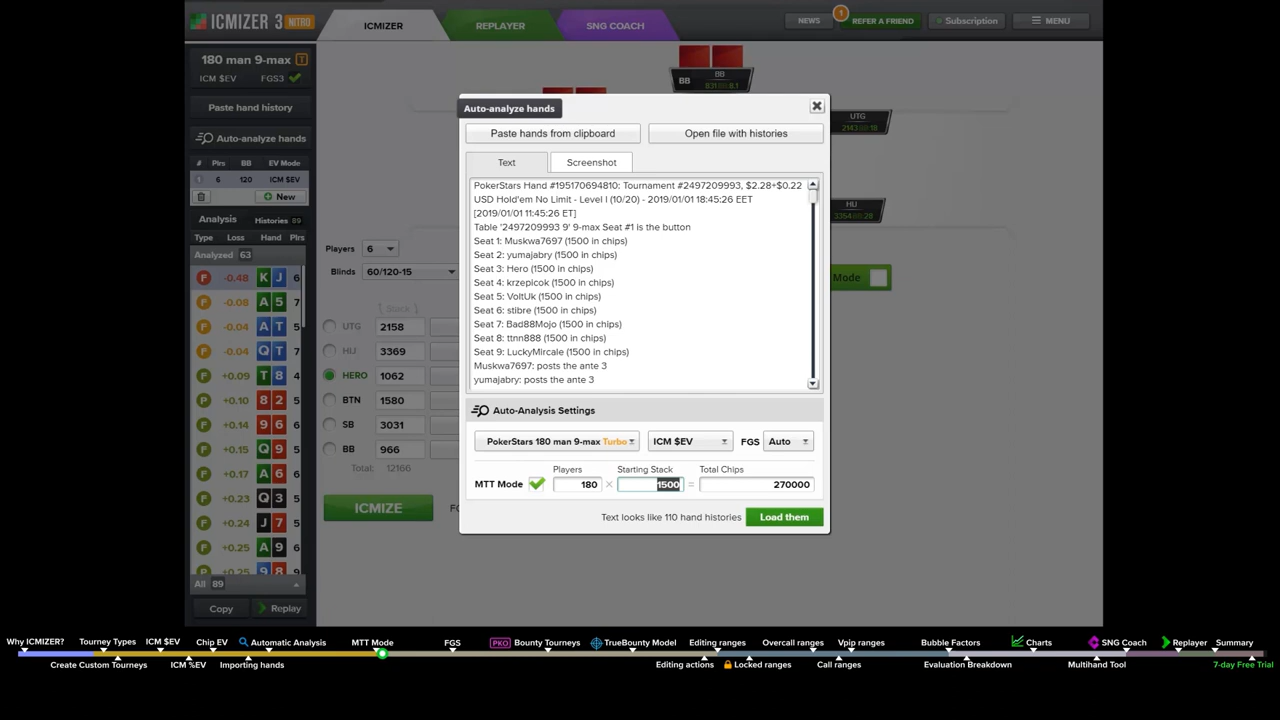 ICMIZER 3 NITRO
ICMIZER
REPLAYER
SNG COACH
NEWS
1
REFER A FRIEND
Subscription
MENU
180 man 9-max T
ICM $EV FGS3
Paste hand history
Auto-analyze hands
# Plrs BB EV Mode
1 6 120 ICM $EV
New
Analysis Histories 89
Type Loss Hand Plrs
Analyzed 63
F -0.48 K J 6
F -0.08 A 5 7
F -0.04 A T 5
F -0.04 Q T 5
F +0.09 T 8 4
P +0.10 8 2 5
F +0.14 9 6 6
P +0.15 Q 9 5
F +0.17 A 6 7
F +0.23 Q 3 5
F +0.24 J 7 5
F +0.25 A 9 6
F +0.25 9 8 9
All 89
Copy
Replay
Players 6
Blinds 60/120-15
Stack
UTG 2158
HIJ 3369
HERO 1062
BTN 1580
SB 3031
BB 966
Total: 12166
ICMIZE
BB
BB
UTG
HIJ
Mode
Auto-analyze hands
Paste hands from clipboard
Open file with histories
Text
Screenshot
PokerStars Hand #195170694810: Tournament #2497209993, $2.28+$0.22
USD Hold'em No Limit - Level I (10/20) - 2019/01/01 18:45:26 EET
[2019/01/01 11:45:26 ET]
Table '2497209993 9' 9-max Seat #1 is the button
Seat 1: Muskwa7697 (1500 in chips)
Seat 2: yumajabry (1500 in chips)
Seat 3: Hero (1500 in chips)
Seat 4: krzepicok (1500 in chips)
Seat 5: VoltUk (1500 in chips)
Seat 6: stibre (1500 in chips)
Seat 7: Bad88Mojo (1500 in chips)
Seat 8: ttnn888 (1500 in chips)
Seat 9: LuckyMircale (1500 in chips)
Muskwa7697: posts the ante 3
yumajabry: posts the ante 3
Auto-Analysis Settings
PokerStars 180 man 9-max Turbo
ICM $EV
FGS
Auto
Players
Starting Stack
Total Chips
MTT Mode 180 × 1500 = 270000
Text looks like 110 hand histories
Load them
Why ICMIZER?
Tourney Types
ICM $EV
Chip EV
Automatic Analysis
MTT Mode
FGS
PKO Bounty Tourneys
TrueBounty Model
Editing ranges
Overcall ranges
Vpip ranges
Bubble Factors
Charts
SNG Coach
Replayer
Summary
Create Custom Tourneys
ICM %EV
Importing hands
Editing actions
Locked ranges
Call ranges
Evaluation Breakdown
Multihand Tool
7-day Free Trial